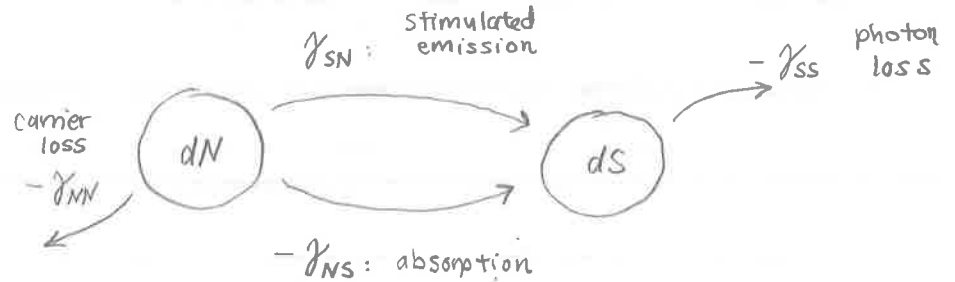 stimulated
γSN : emission
photon
- γSS loss
carrier
loss
dN
dS
- γNN
- γNS : absorption